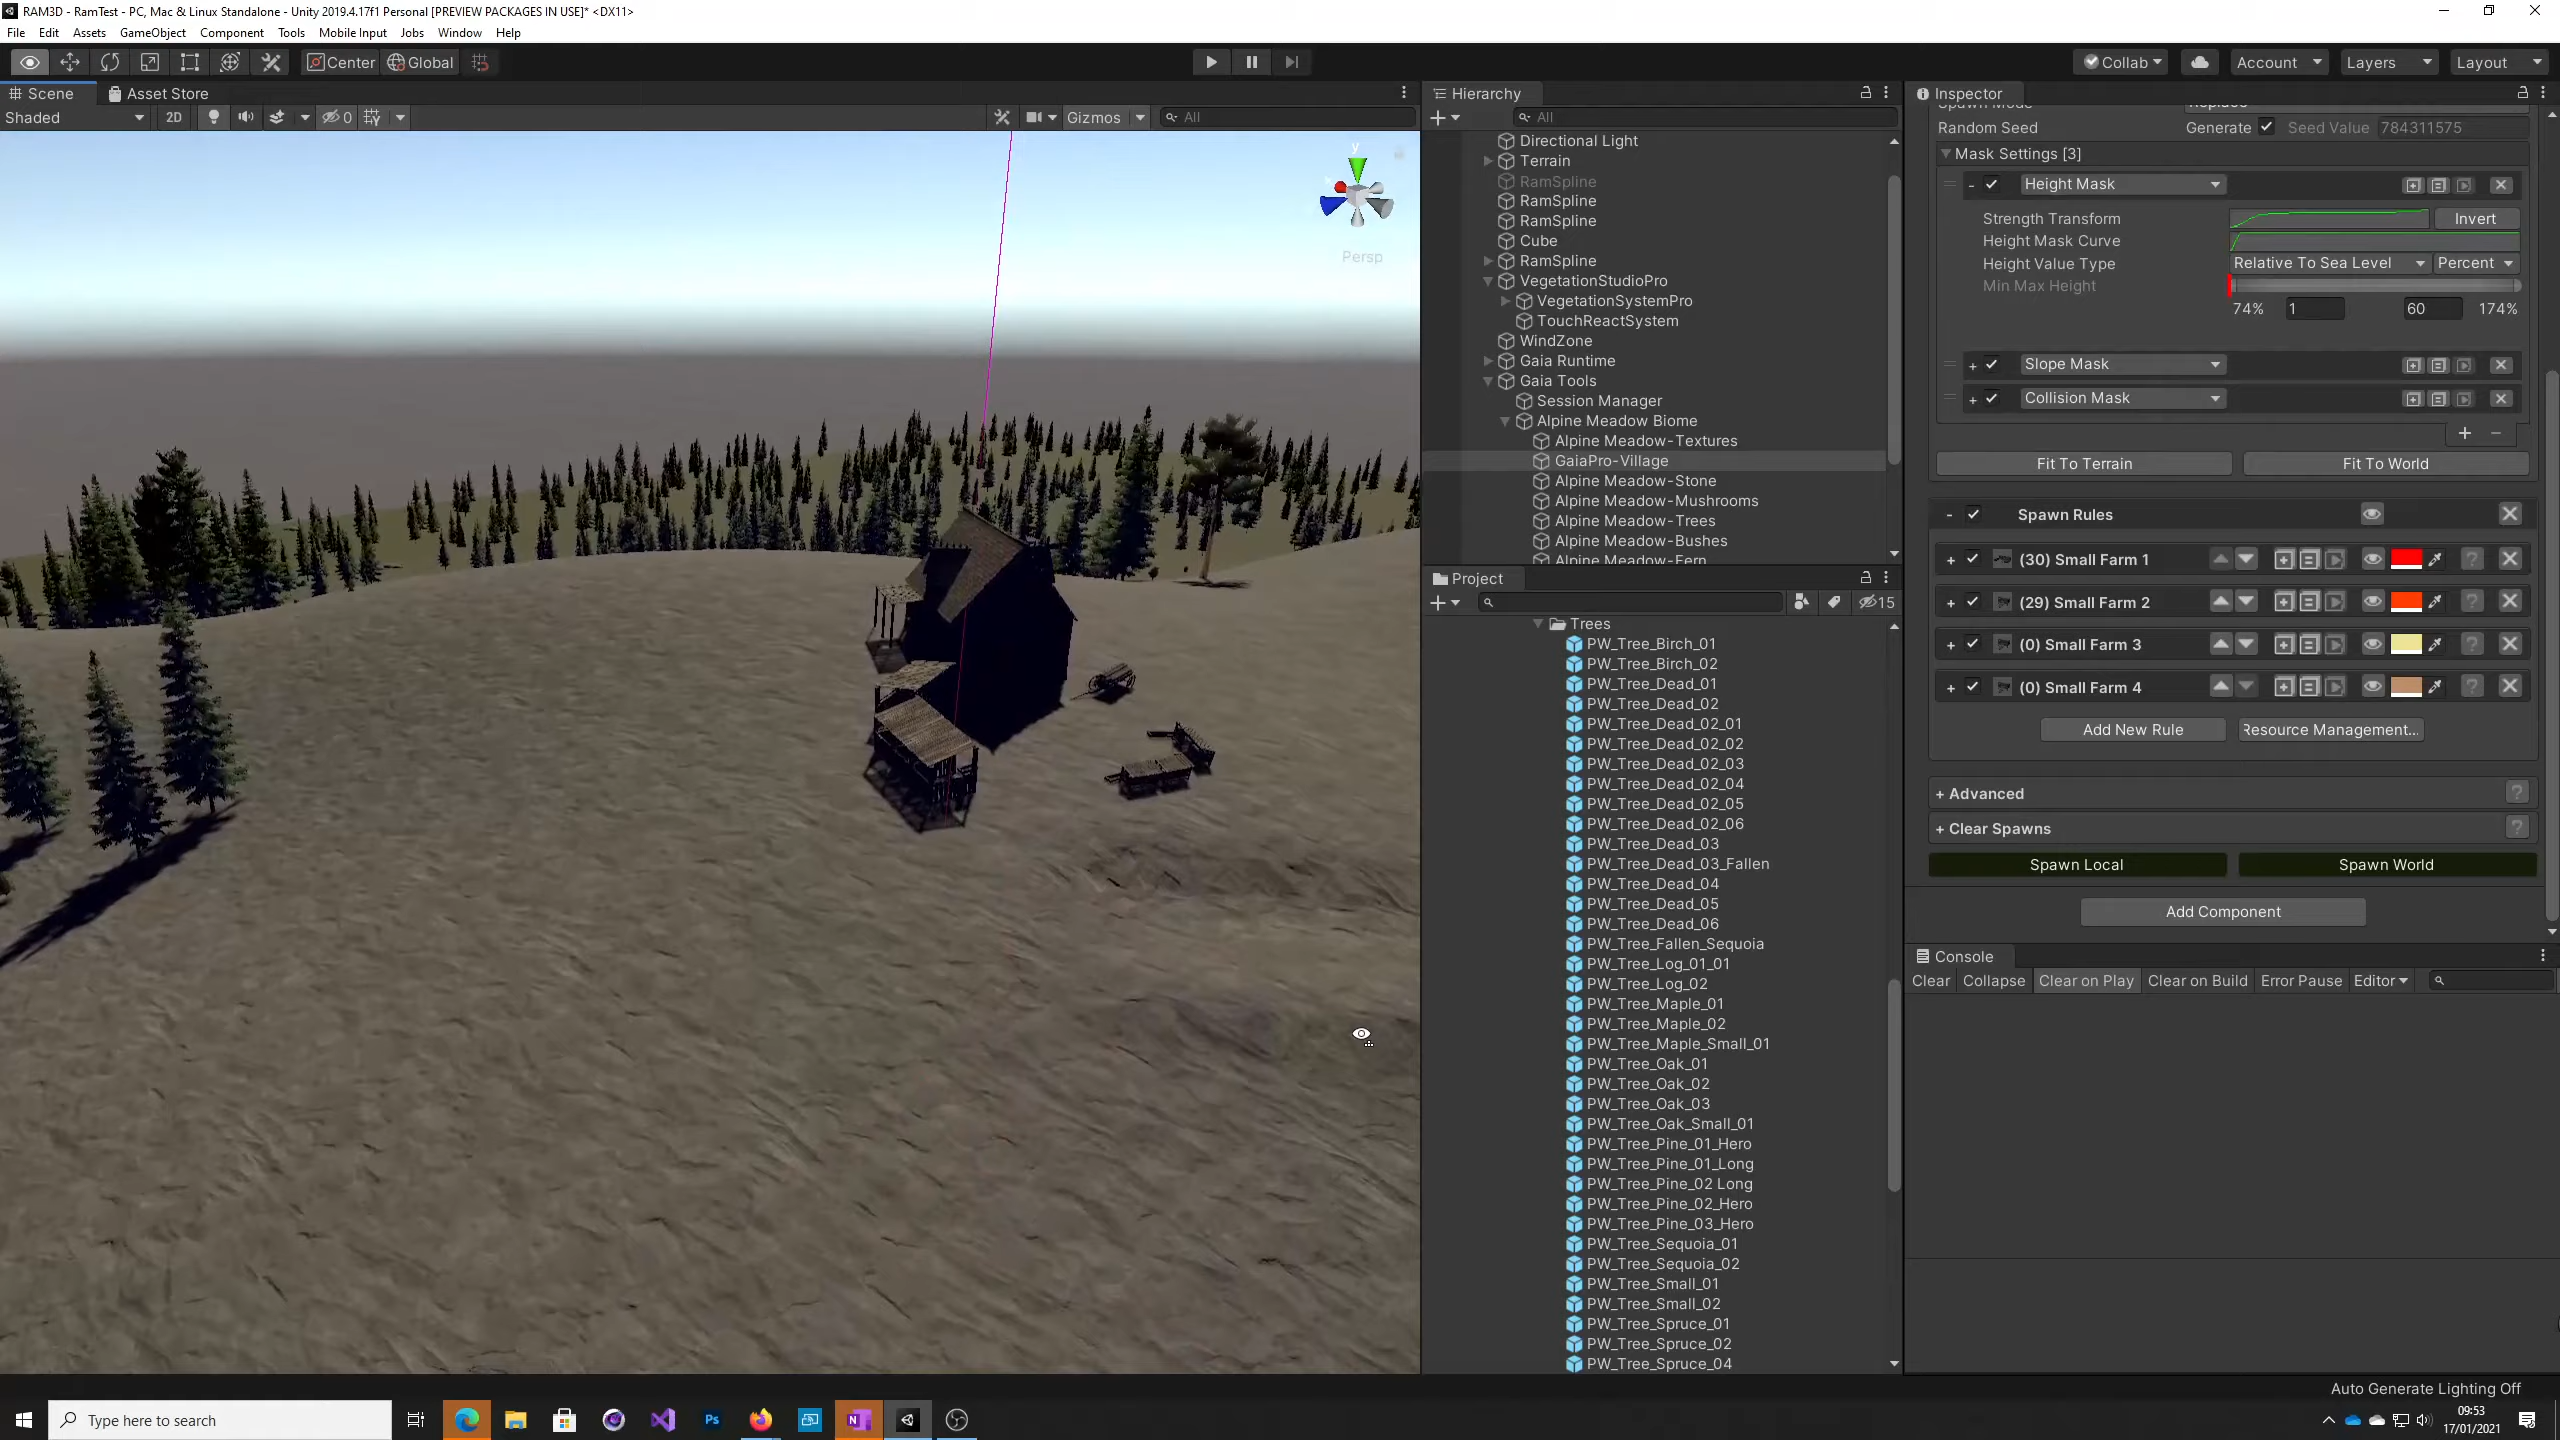 RAM3D - RamTest - PC, Mac & Linux Standalone - Unity 2019.4.17f1 Personal [PREVIEW PACKAGES IN USE]* <DX11>
File Edit Assets GameObject Component Tools Mobile Input Jobs Window Help
Center Global Collab Account Layers Layout
Scene Asset Store
Shaded 2D 0 Gizmos All
y
Persp
Hierarchy
All
Directional Light
Terrain
RamSpline
RamSpline
RamSpline
Cube
RamSpline
VegetationStudioPro
VegetationSystemPro
TouchReactSystem
WindZone
Gaia Runtime
Gaia Tools
Session Manager
Alpine Meadow Biome
Alpine Meadow-Textures
GaiaPro-Village
Alpine Meadow-Stone
Alpine Meadow-Mushrooms
Alpine Meadow-Trees
Alpine Meadow-Bushes
Alpine Meadow-Fern
Project
15
Trees
PW_Tree_Birch_01
PW_Tree_Birch_02
PW_Tree_Dead_01
PW_Tree_Dead_02
PW_Tree_Dead_02_01
PW_Tree_Dead_02_02
PW_Tree_Dead_02_03
PW_Tree_Dead_02_04
PW_Tree_Dead_02_05
PW_Tree_Dead_02_06
PW_Tree_Dead_03
PW_Tree_Dead_03_Fallen
PW_Tree_Dead_04
PW_Tree_Dead_05
PW_Tree_Dead_06
PW_Tree_Fallen_Sequoia
PW_Tree_Log_01_01
PW_Tree_Log_02
PW_Tree_Maple_01
PW_Tree_Maple_02
PW_Tree_Maple_Small_01
PW_Tree_Oak_01
PW_Tree_Oak_02
PW_Tree_Oak_03
PW_Tree_Oak_Small_01
PW_Tree_Pine_01_Hero
PW_Tree_Pine_01_Long
PW_Tree_Pine_02 Long
PW_Tree_Pine_02_Hero
PW_Tree_Pine_03_Hero
PW_Tree_Sequoia_01
PW_Tree_Sequoia_02
PW_Tree_Small_01
PW_Tree_Small_02
PW_Tree_Spruce_01
PW_Tree_Spruce_02
PW_Tree_Spruce_04
Inspector
Spawn Mode Replace
Random Seed Generate Seed Value 784311575
Mask Settings [3]
- Height Mask
Strength Transform Invert
Height Mask Curve
Height Value Type Relative To Sea Level Percent
Min Max Height
74% 1 60 174%
+ Slope Mask
+ Collision Mask
+ -
Fit To Terrain Fit To World
- Spawn Rules
+ (30) Small Farm 1 ?
+ (29) Small Farm 2 ?
+ (0) Small Farm 3 ?
+ (0) Small Farm 4 ?
Add New Rule Resource Management...
+ Advanced ?
+ Clear Spawns ?
Spawn Local Spawn World
Add Component
Console
Clear Collapse Clear on Play Clear on Build Error Pause Editor
Auto Generate Lighting Off
Type here to search
Ps
N
09:53
17/01/2021